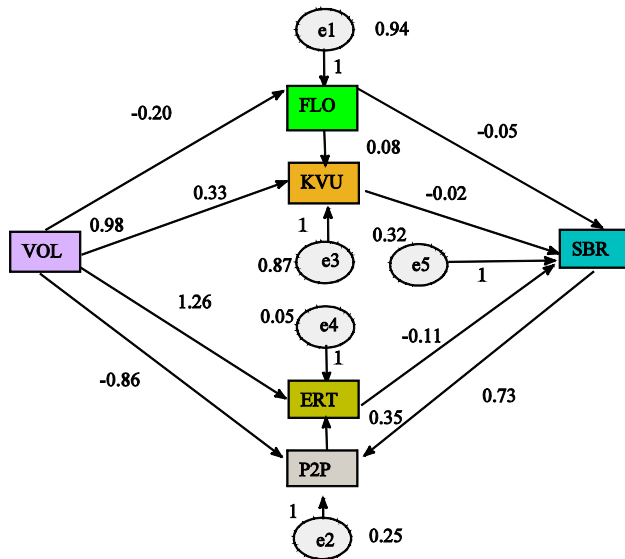 e1
0.94
1
FLO
-0.20
-0.05
0.08
KVU
0.33
-0.02
0.98
1
0.32
VOL
SBR
0.87
e3
e5
1
1.26
0.05
e4
-0.11
1
-0.86
ERT
0.35
0.73
P2P
1
e2
0.25